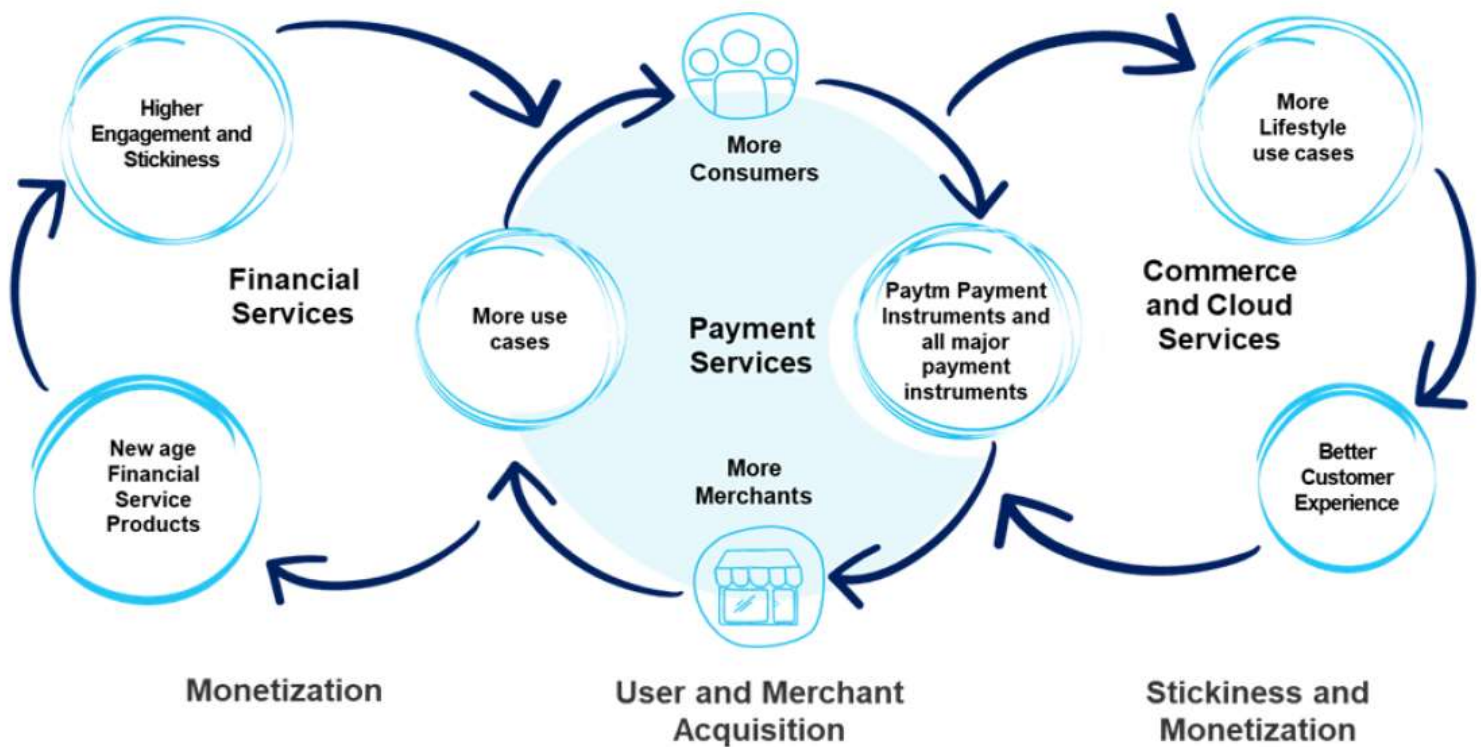 Higher
Engagement and
Stickiness
Financial
Services
New age
Financial
Service
Products
More use
cases
More
Consumers
Payment
Services
More
Merchants
Paytm Payment
Instruments and
all major
payment
instruments
More
Lifestyle
use cases
Commerce
and Cloud
Services
Better
Customer
Experience
Monetization
User and Merchant
Acquisition
Stickiness and
Monetization